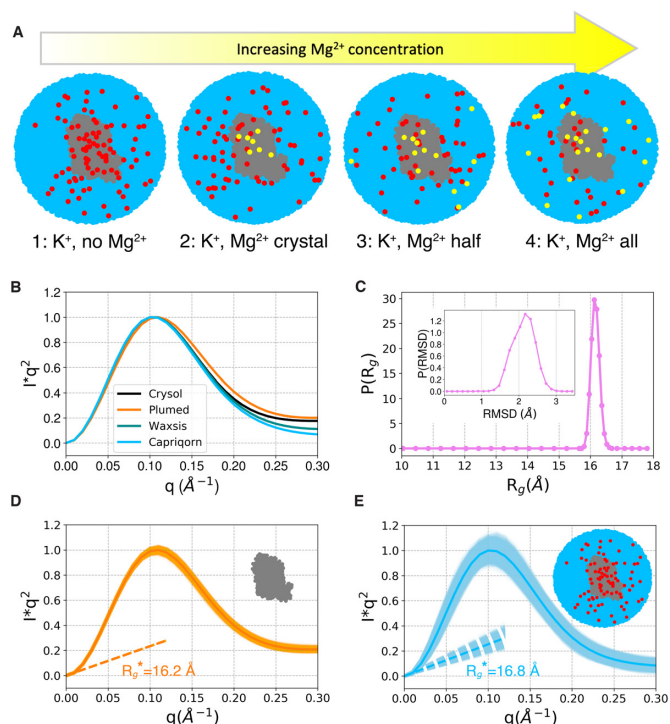 A
Increasing Mg²⁺ concentration
1: K⁺, no Mg²⁺
2: K⁺, Mg²⁺ crystal
3: K⁺, Mg²⁺ half
4: K⁺, Mg²⁺ all
B
I*q²
1.2
1.0
0.8
0.6
0.4
0.2
0.0
Crysol
Plumed
Waxsis
Capriqorn
0.00 0.05 0.10 0.15 0.20 0.25 0.30
q (Å⁻¹)
C
P(Rg)
30
25
20
15
10
5
0
P(RMSD)
1.2
1.0
0.8
0.6
0.4
0.2
0.0
0 1 2 3
RMSD (Å)
10 11 12 13 14 15 16 17 18
Rg(Å)
D
I*q²
1.2
1.0
0.8
0.6
0.4
0.2
0.0
Rg*=16.2 Å
0.00 0.05 0.10 0.15 0.20 0.25 0.30
q(Å⁻¹)
E
I*q²
1.2
1.0
0.8
0.6
0.4
0.2
0.0
Rg*=16.8 Å
0.00 0.05 0.10 0.15 0.20 0.25 0.30
q(Å⁻¹)